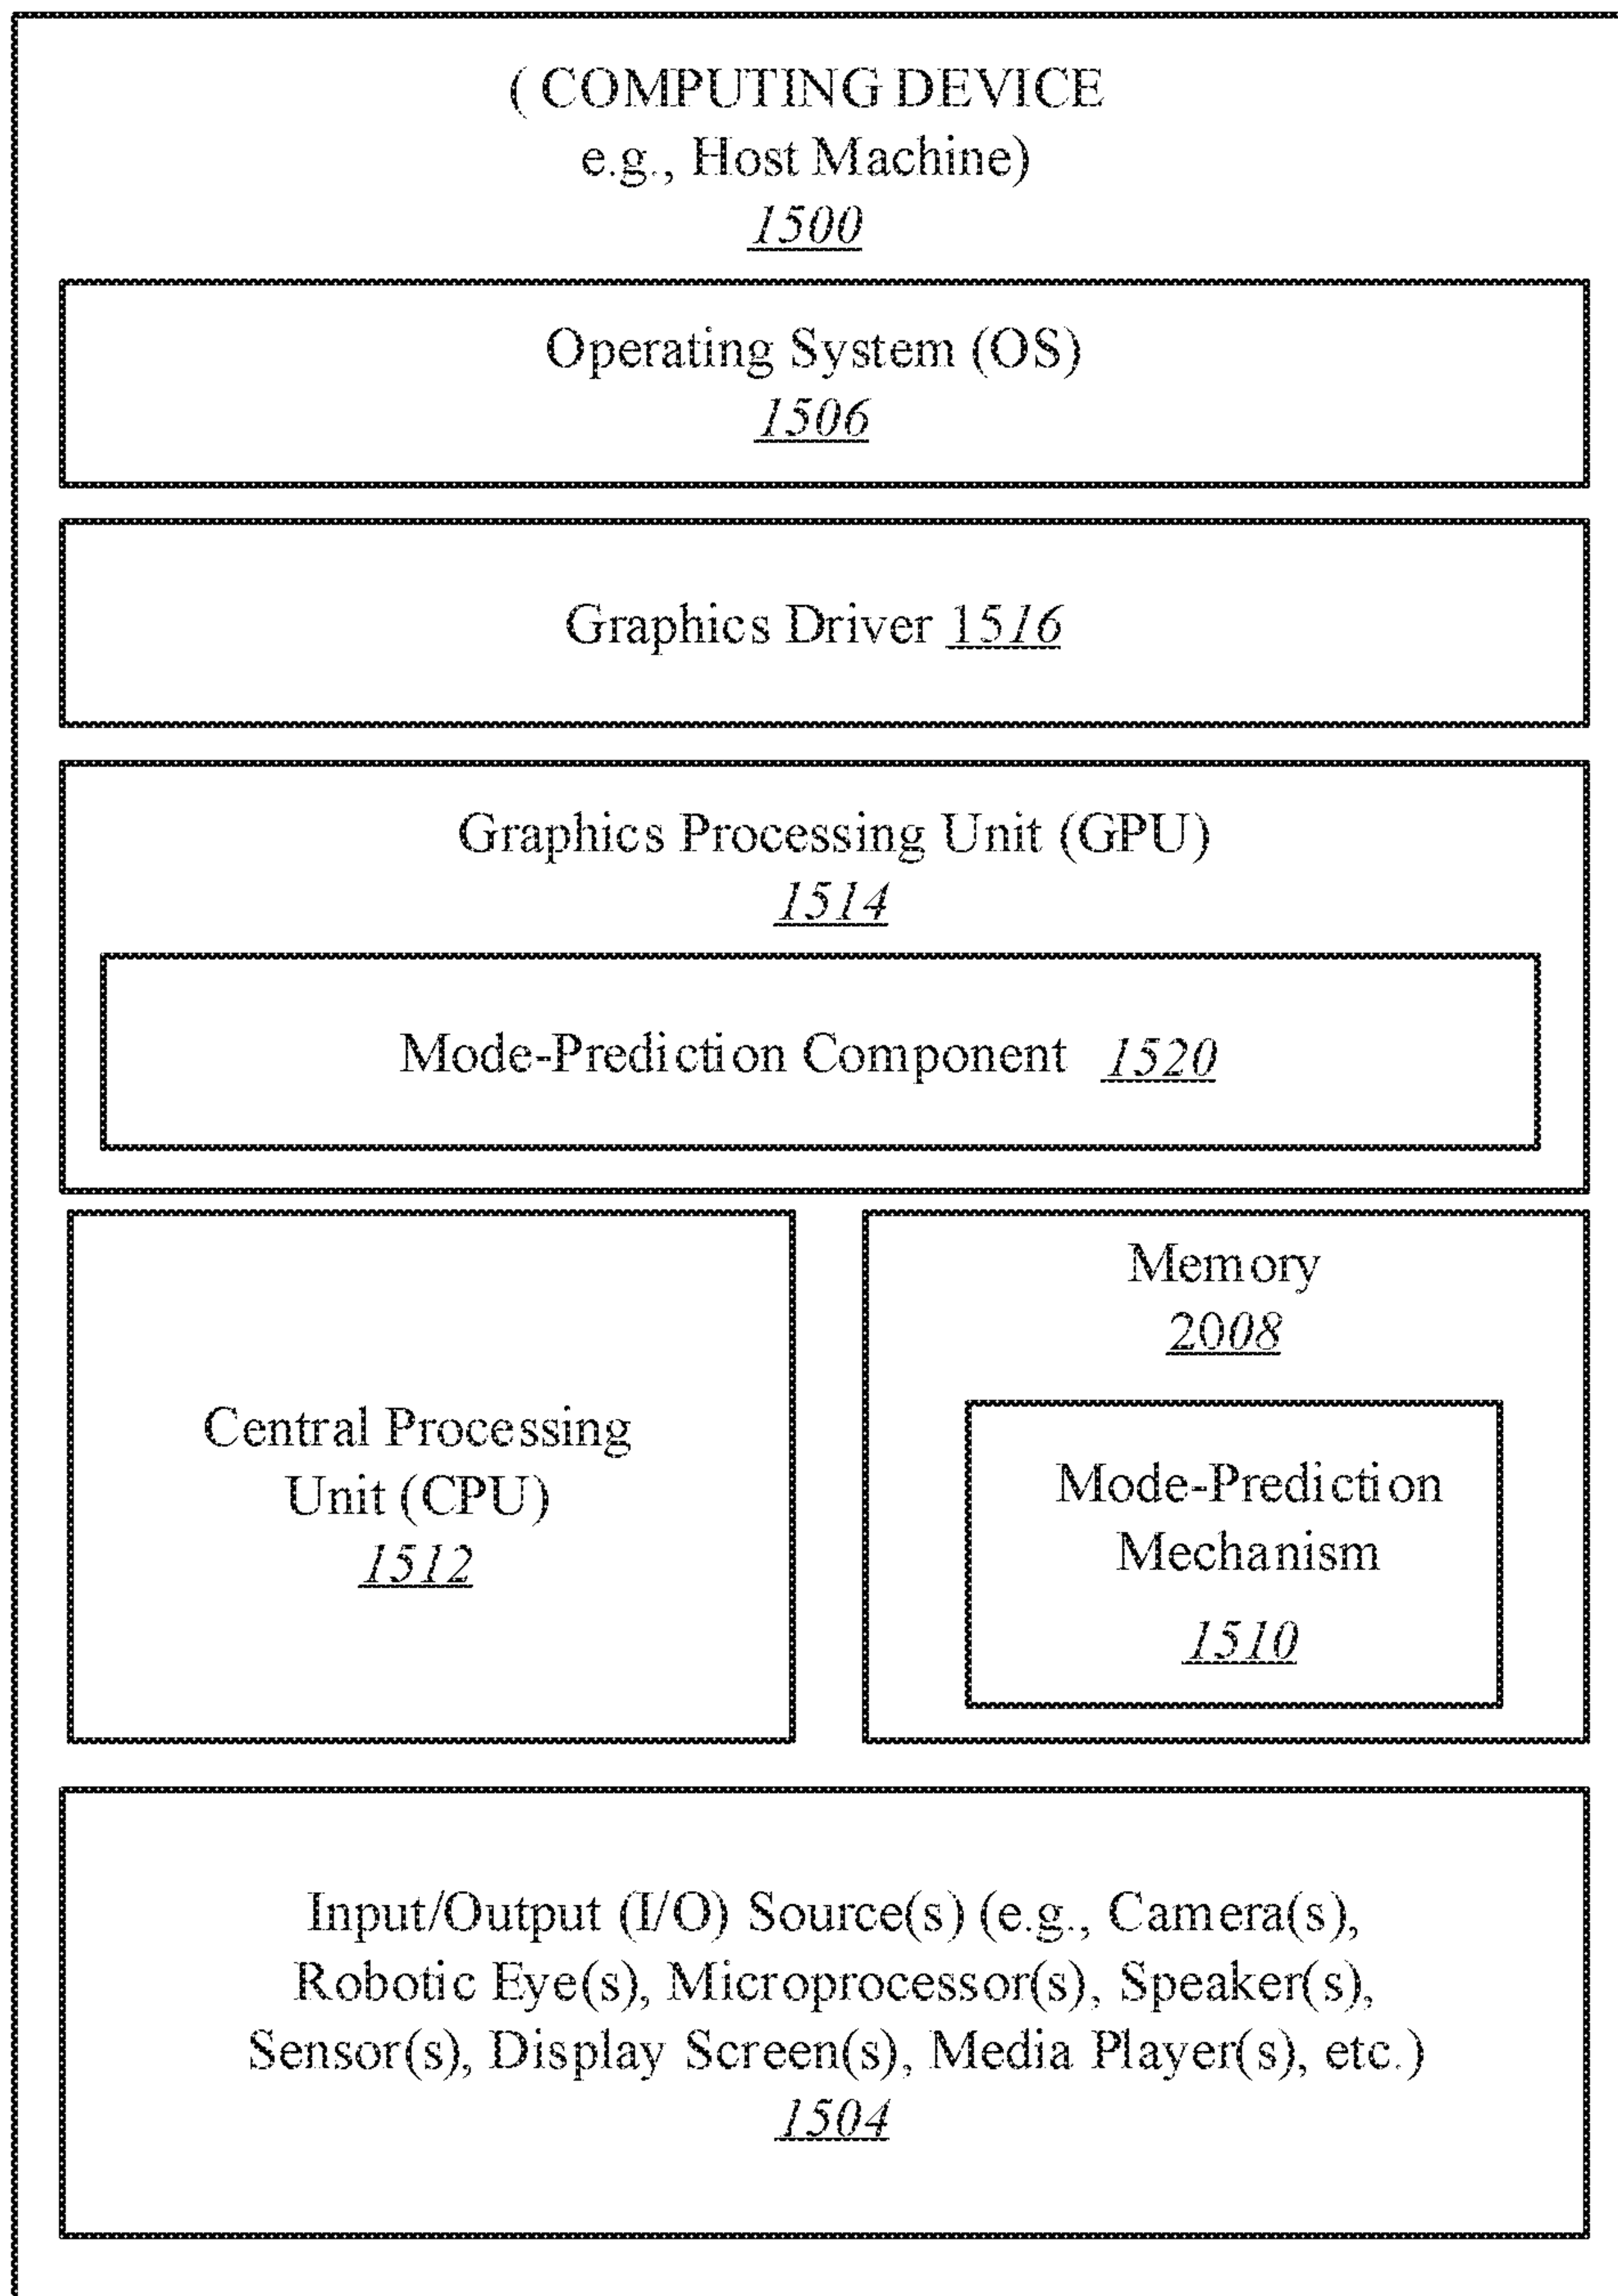 ( COMPUTING DEVICE
e.g., Host Machine)
1500
Operating System (OS)
1506
Graphics Driver 1516
Graphics Processing Unit (GPU)
1514
Mode-Prediction Component 1520
Central Processing
Unit (CPU)
1512
Memory
2008
Mode-Prediction
Mechanism
1510
Input/Output (I/O) Source(s) (e.g., Camera(s),
Robotic Eye(s), Microprocessor(s), Speaker(s),
Sensor(s), Display Screen(s), Media Player(s), etc.)
1504